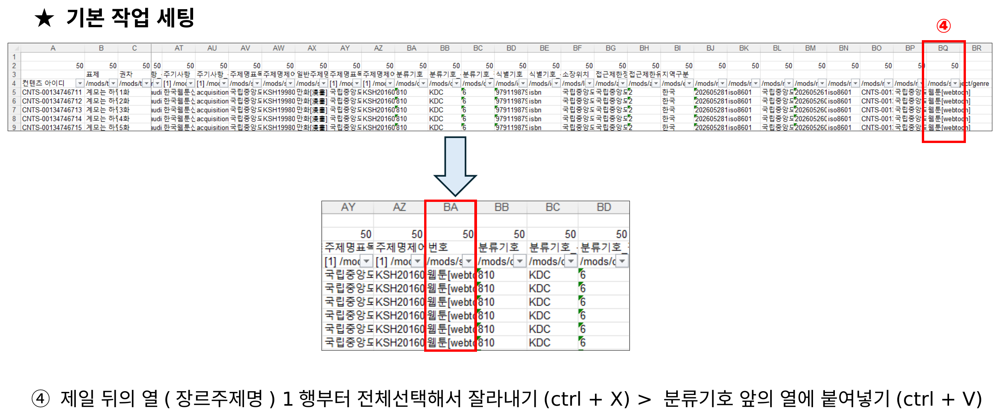 ★ 기본 작업 세팅
④
A B C AT AU AV AW AX AY AZ BA BB BC BD BE BF BG BH BI BJ BK BL BM BN BO BP BQ BR
1
2 50 50 50 50 50 50 50 50 50 50 50 50 50 50 50 50 50 50 50 50 50 50 50 50 50 50 50
3 표제 권차 항_ 주기사항 주기사항_ 주제명표목 주제명제어 일반주제명 주제명표목 주제명제어 분류기호 분류기호_ 분류기호_ 식별기호 식별기호_ 소장위치 접근제한정 접근제한유 지역구분
4 컨텐츠 아이디 /mods/t /mods/t [1] /mod [1] /mod /mods/s /mods/s /mods/s [1] /mod [1] /mod /mods/c /mods/c /mods/c /mods/i /mods/i /mods/l /mods/a /mods/a /mods/e /mods/r /mods/r /mods/r /mods/r /mods/r /mods/r /mods/r /mods/s ject/genre
5 CNTS-00134746711 계모는 하 1화 audi 한국웹툰산 acquisition 국립중앙도 KSH19980 만화[漫畫] 국립중앙도 KSH20160 810 KDC 6 979119879 isbn 국립중앙도 국립중앙도 2 한국 202605281 iso8601 국립중앙도 202605261 iso8601 CNTS-001 국립중앙도 웹툰[webtoon]
6 CNTS-00134746712 계모는 하 2화 audi 한국웹툰산 acquisition 국립중앙도 KSH19980 만화[漫畫] 국립중앙도 KSH20160 810 KDC 6 979119879 isbn 국립중앙도 국립중앙도 2 한국 202605281 iso8601 국립중앙도 202605260 iso8601 CNTS-001 국립중앙도 웹툰[webtoon]
7 CNTS-00134746713 계모는 하 3화 audi 한국웹툰산 acquisition 국립중앙도 KSH19980 만화[漫畫] 국립중앙도 KSH20160 810 KDC 6 979119879 isbn 국립중앙도 국립중앙도 2 한국 202605281 iso8601 국립중앙도 202605260 iso8601 CNTS-001 국립중앙도 웹툰[webtoon]
8 CNTS-00134746714 계모는 하 4화 audi 한국웹툰산 acquisition 국립중앙도 KSH19980 만화[漫畫] 국립중앙도 KSH20160 810 KDC 6 979119879 isbn 국립중앙도 국립중앙도 2 한국 202605281 iso8601 국립중앙도 202605260 iso8601 CNTS-001 국립중앙도 웹툰[webtoon]
9 CNTS-00134746715 계모는 하 5화 audi 한국웹툰산 acquisition 국립중앙도 KSH19980 만화[漫畫] 국립중앙도 KSH20160 810 KDC 6 979119879 isbn 국립중앙도 국립중앙도 2 한국 202605281 iso8601 국립중앙도 202605260 iso8601 CNTS-001 국립중앙도 웹툰[webtoon]
AY AZ BA BB BC BD
50 50 50 50 50 50
주제명표목 주제명제어 번호 분류기호 분류기호_ 분류기호_
[1] /mod [1] /mod /mods/s /mods/c /mods/c /mods/c
국립중앙도 KSH20160 웹툰[webto 810 KDC 6
국립중앙도 KSH20160 웹툰[webto 810 KDC 6
국립중앙도 KSH20160 웹툰[webto 810 KDC 6
국립중앙도 KSH20160 웹툰[webto 810 KDC 6
국립중앙도 KSH20160 웹툰[webto 810 KDC 6
국립중앙도 KSH20160 웹툰[webto 810 KDC 6
④ 제일 뒤의 열 ( 장르주제명 ) 1 행부터 전체선택해서 잘라내기 (ctrl + X) > 분류기호 앞의 열에 붙여넣기 (ctrl + V)